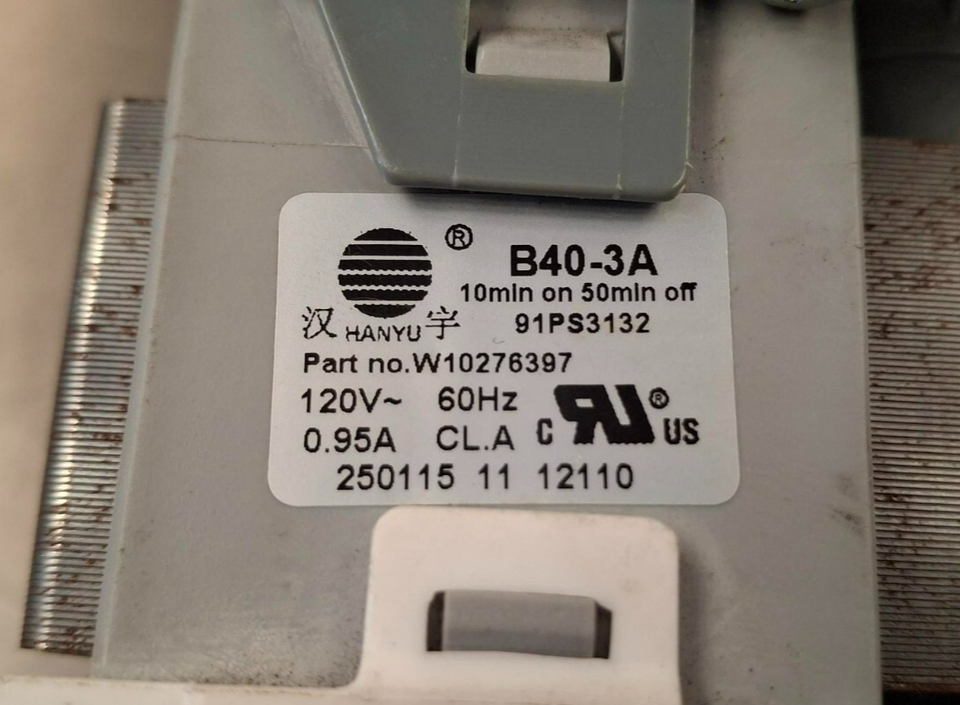 ®
B40-3A
10min on 50min off
汉 HANYU 宇
91PS3132
Part no.W10276397
120V~ 60Hz
0.95A CL.A
C RU ® US
250115 11 12110